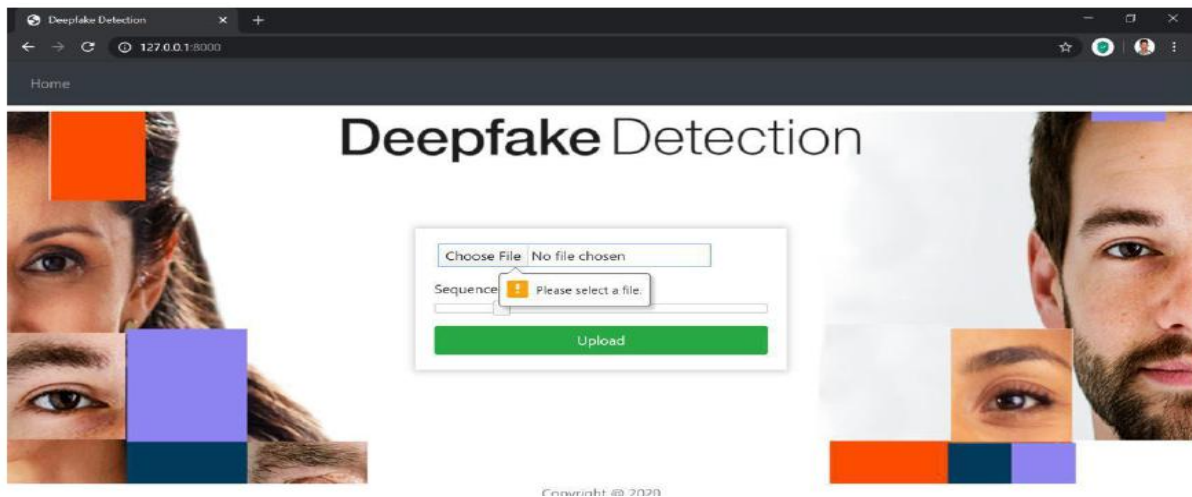 Deepfake Detection
127.0.0.1:8000
Home
Deepfake Detection
Choose File No file chosen
Sequence
Please select a file.
Upload
Copyright @ 2020